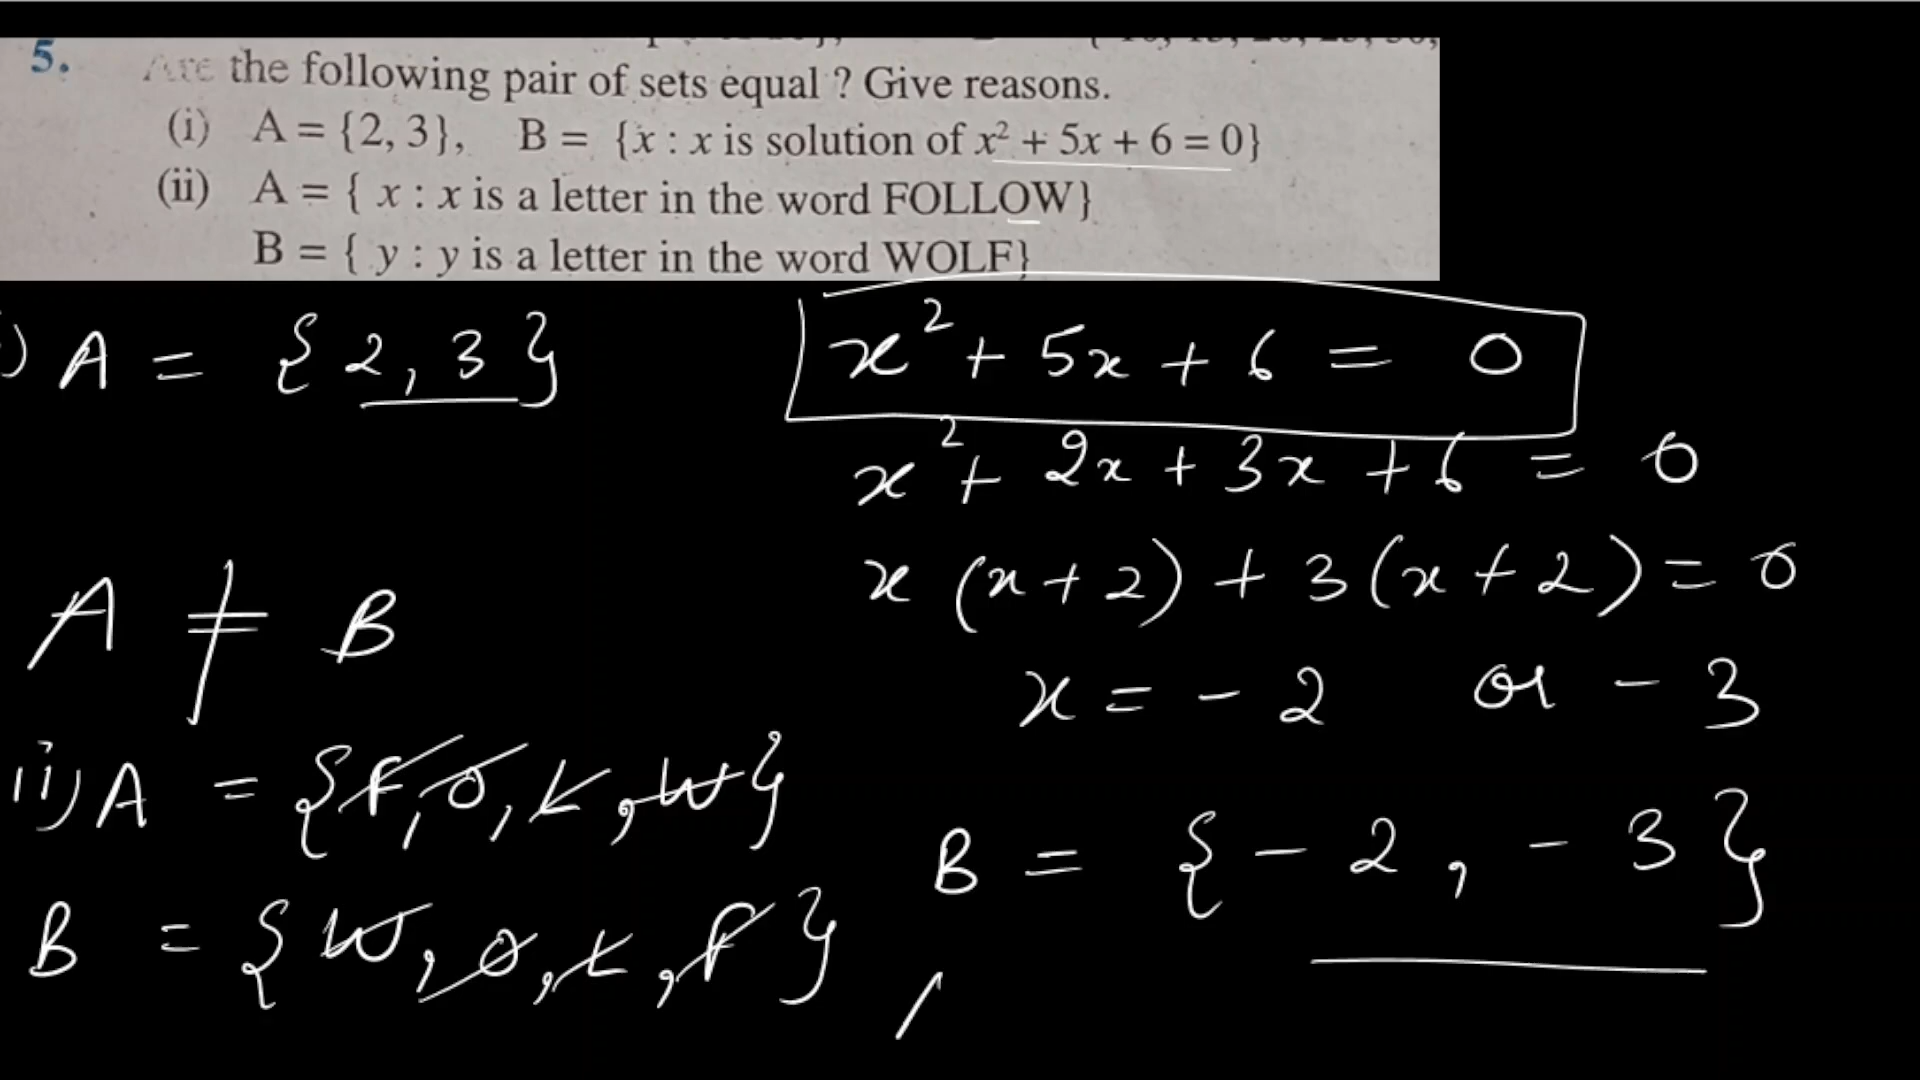 5. Are the following pair of sets equal ? Give reasons.
(i) A = {2, 3}, B = {x : x is solution of x² + 5x + 6 = 0}
(ii) A = { x : x is a letter in the word FOLLOW}
B = { y : y is a letter in the word WOLF}
) A = {2, 3}
x² + 5x + 6 = 0
x² + 2x + 3x + 6 = 0
x (x + 2) + 3(x + 2) = 0
A ≠ B
x = - 2 or - 3
ii) A = {F, O, L, W}
B = {- 2, - 3}
B = {W, O, L, F}